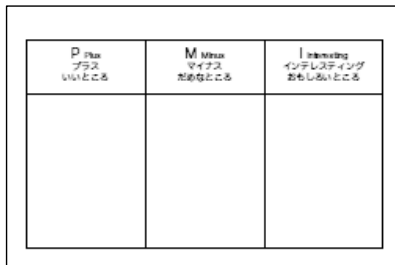 P Plus
プラス
いいところ
M Minus
マイナス
だめなところ
I Interesting
インテレスティング
おもしろいところ